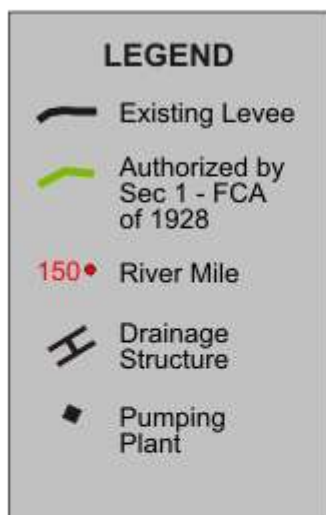 LEGEND
Existing Levee
Authorized by
Sec 1 - FCA
of 1928
150 River Mile
Drainage
Structure
Pumping
Plant